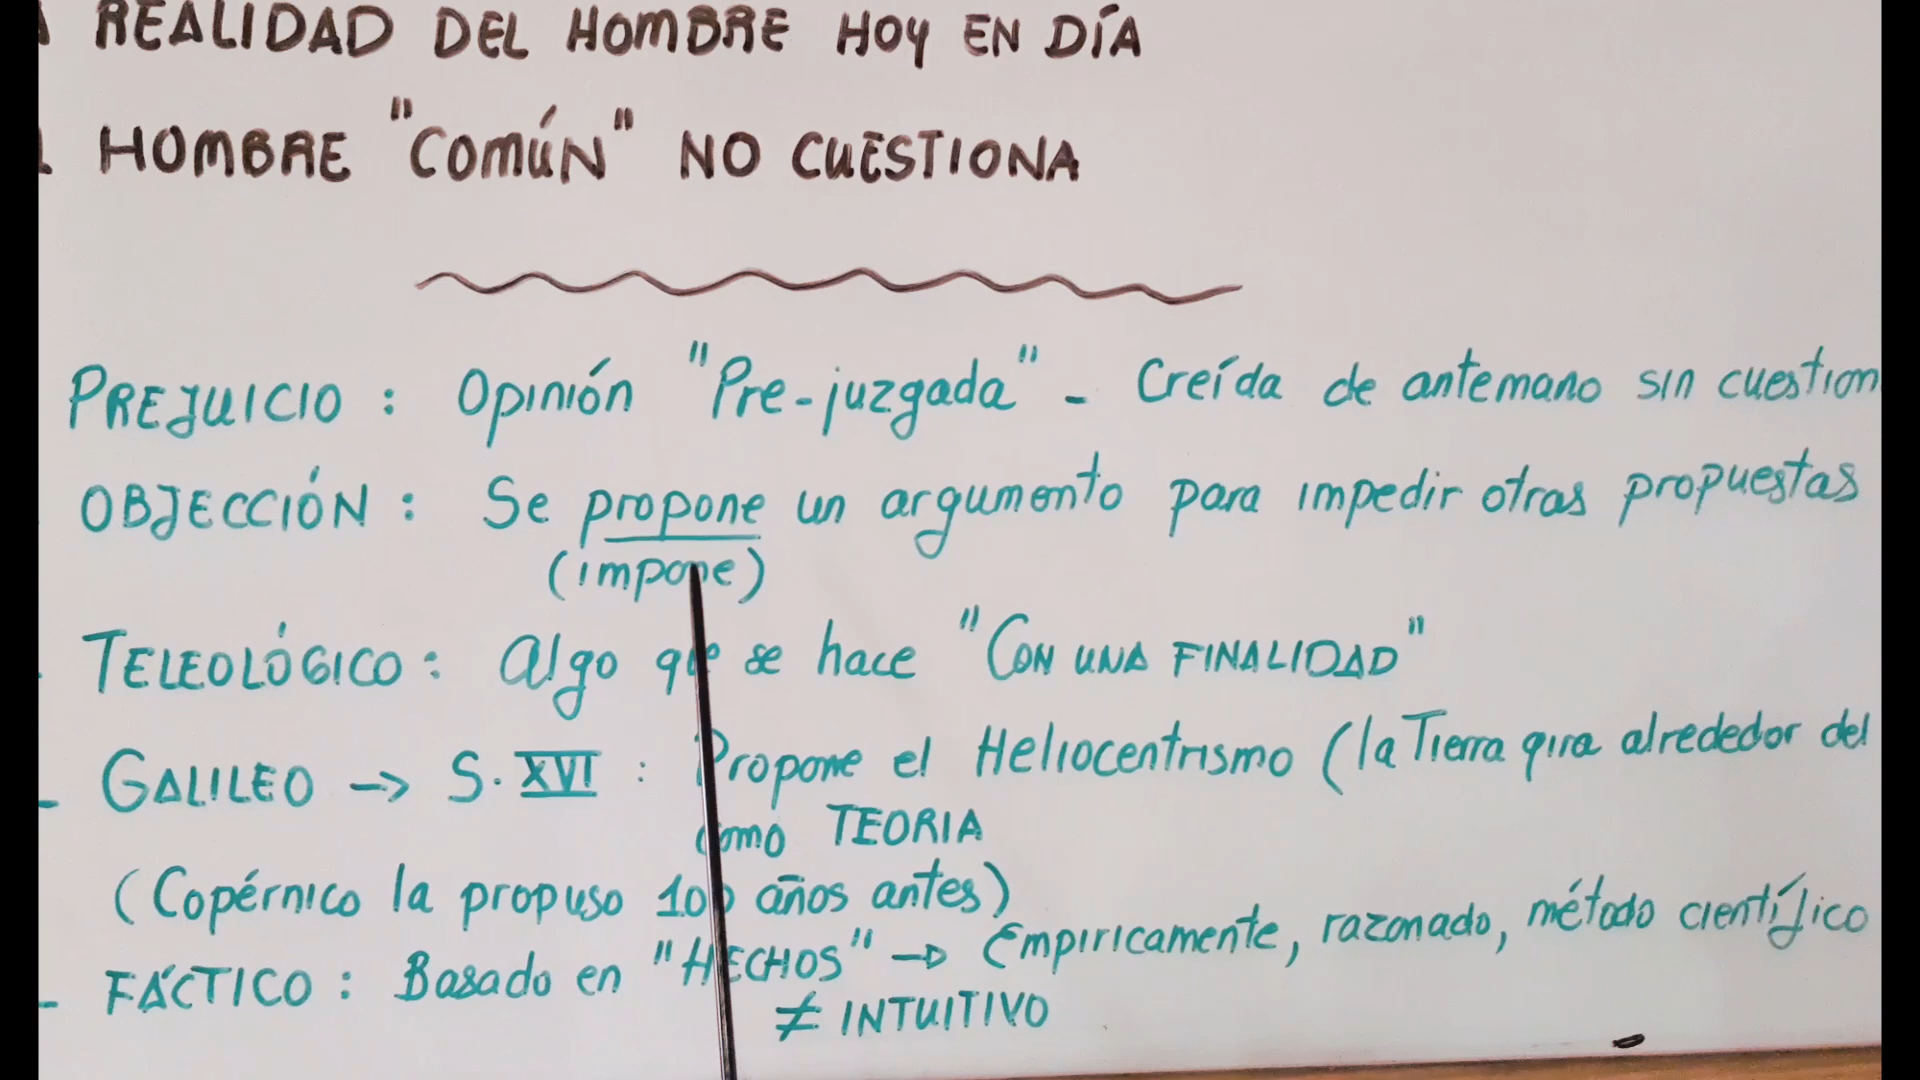 REALIDAD DEL HOMBRE HOY EN DÍA
HOMBRE "COMÚN" NO CUESTIONA
PREJUICIO : Opinión "Pre-juzgada" - Creída de antemano sin cuestion
OBJECCIÓN : Se propone un argumento para impedir otras propuestas
(impone)
TELEOLÓGICO : Algo que se hace "CON UNA FINALIDAD"
- GALILEO → S. XVI : Propone el Heliocentrismo (la Tierra gira alrededor del
como TEORIA
(Copérnico la propuso 100 años antes)
- FÁCTICO : Basado en "HECHOS" → Empiricamente, razonado, método científico
≠ INTUITIVO